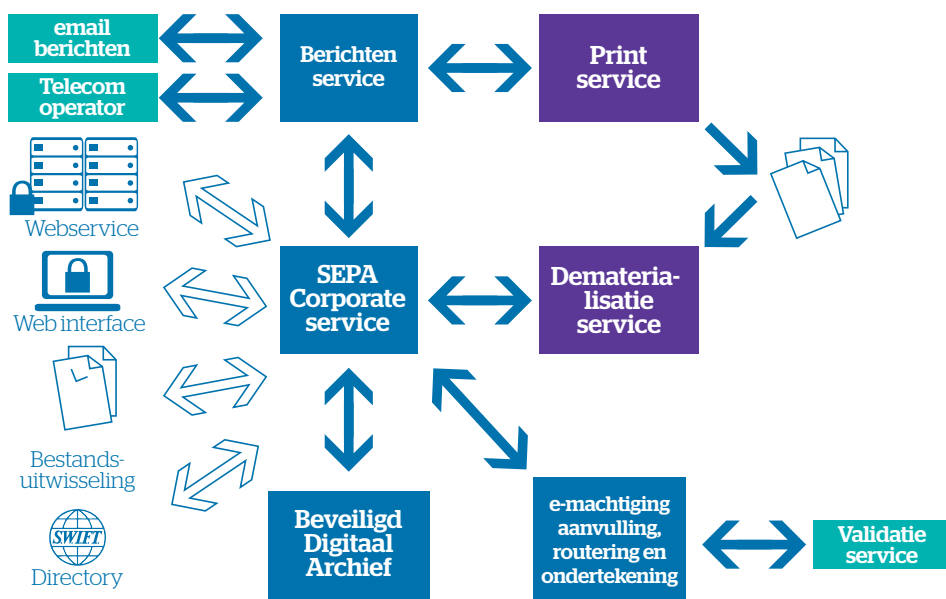 email
berichten
Telecom
operator
Berichten
service
Print
service
Webservice
Web interface
Bestands-
uitwisseling
SWIFT
Directory
SEPA
Corporate
service
Demateria-
lisatie
service
Beveiligd
Digitaal
Archief
e-machtiging
aanvulling,
routering en
ondertekening
Validatie
service